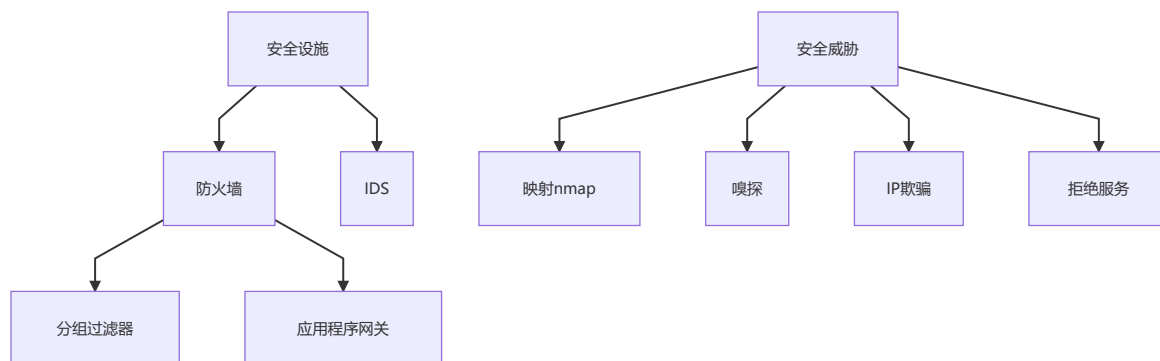 安全设施
安全威胁
防火墙
IDS
映射nmap
嗅探
IP欺骗
拒绝服务
分组过滤器
应用程序网关